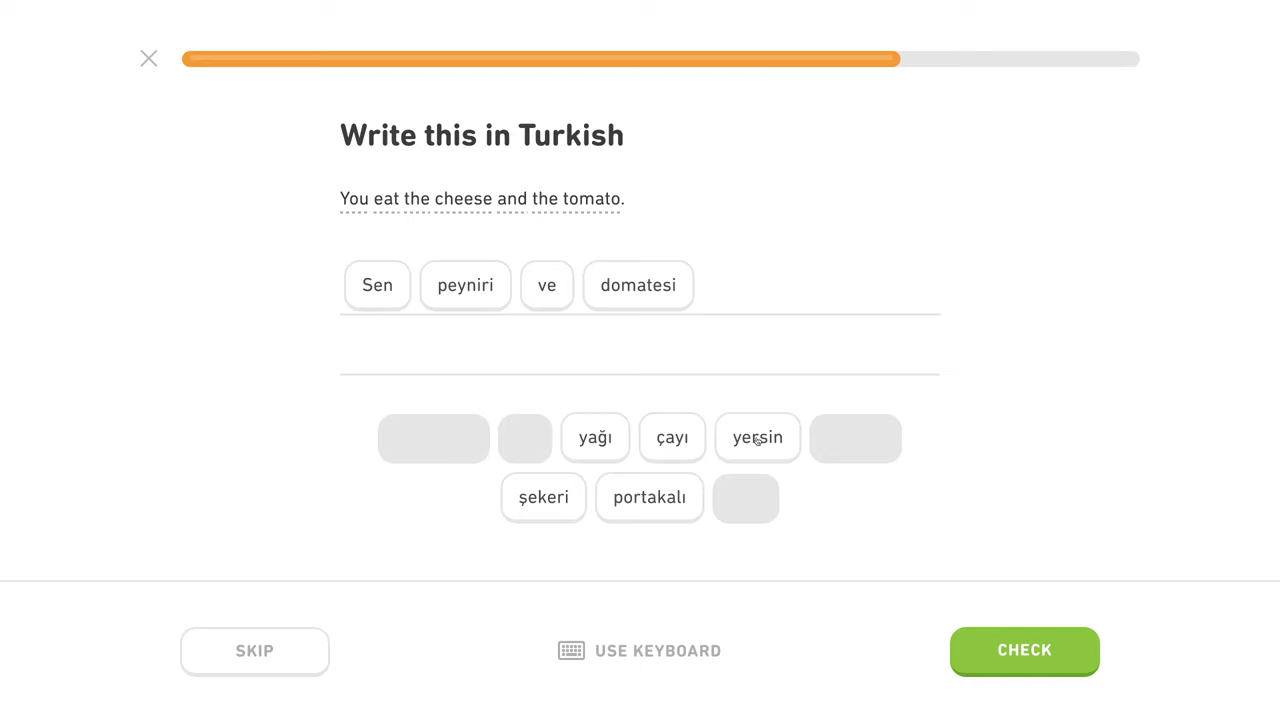 Write this in Turkish
You eat the cheese and the tomato.
Sen peyniri ve domatesi
yağı çayı yersin
şekeri portakalı
SKIP USE KEYBOARD CHECK